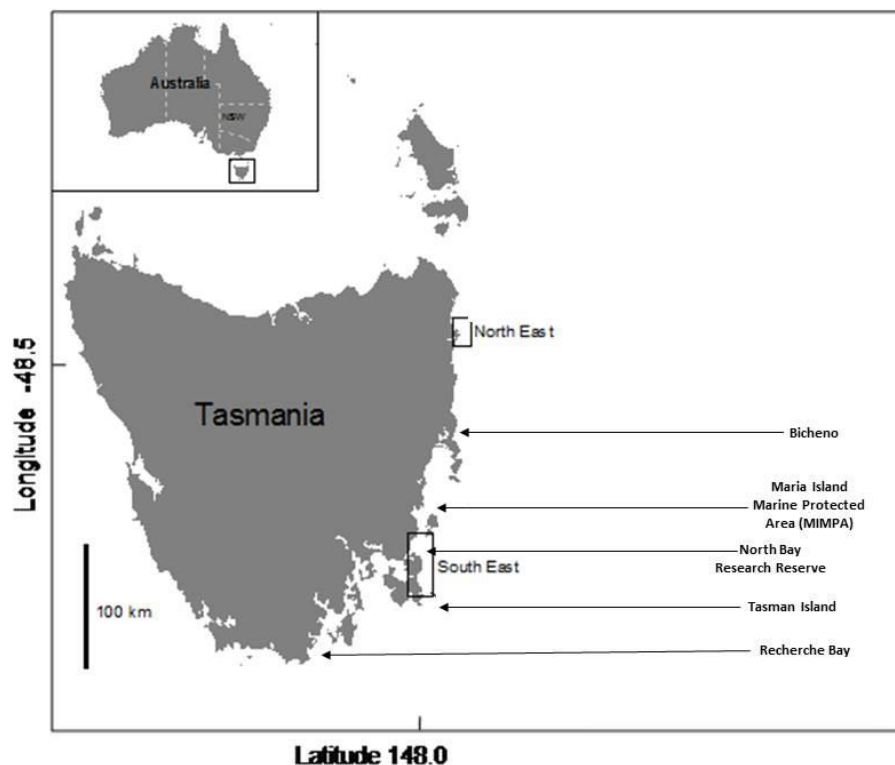 Australia
NSW
North East
Longitude -48.5
Tasmania
Bicheno
Maria Island
Marine Protected
Area (MIMPA)
North Bay
Research Reserve
South East
100 km
Tasman Island
Recherche Bay
Latitude 148.0